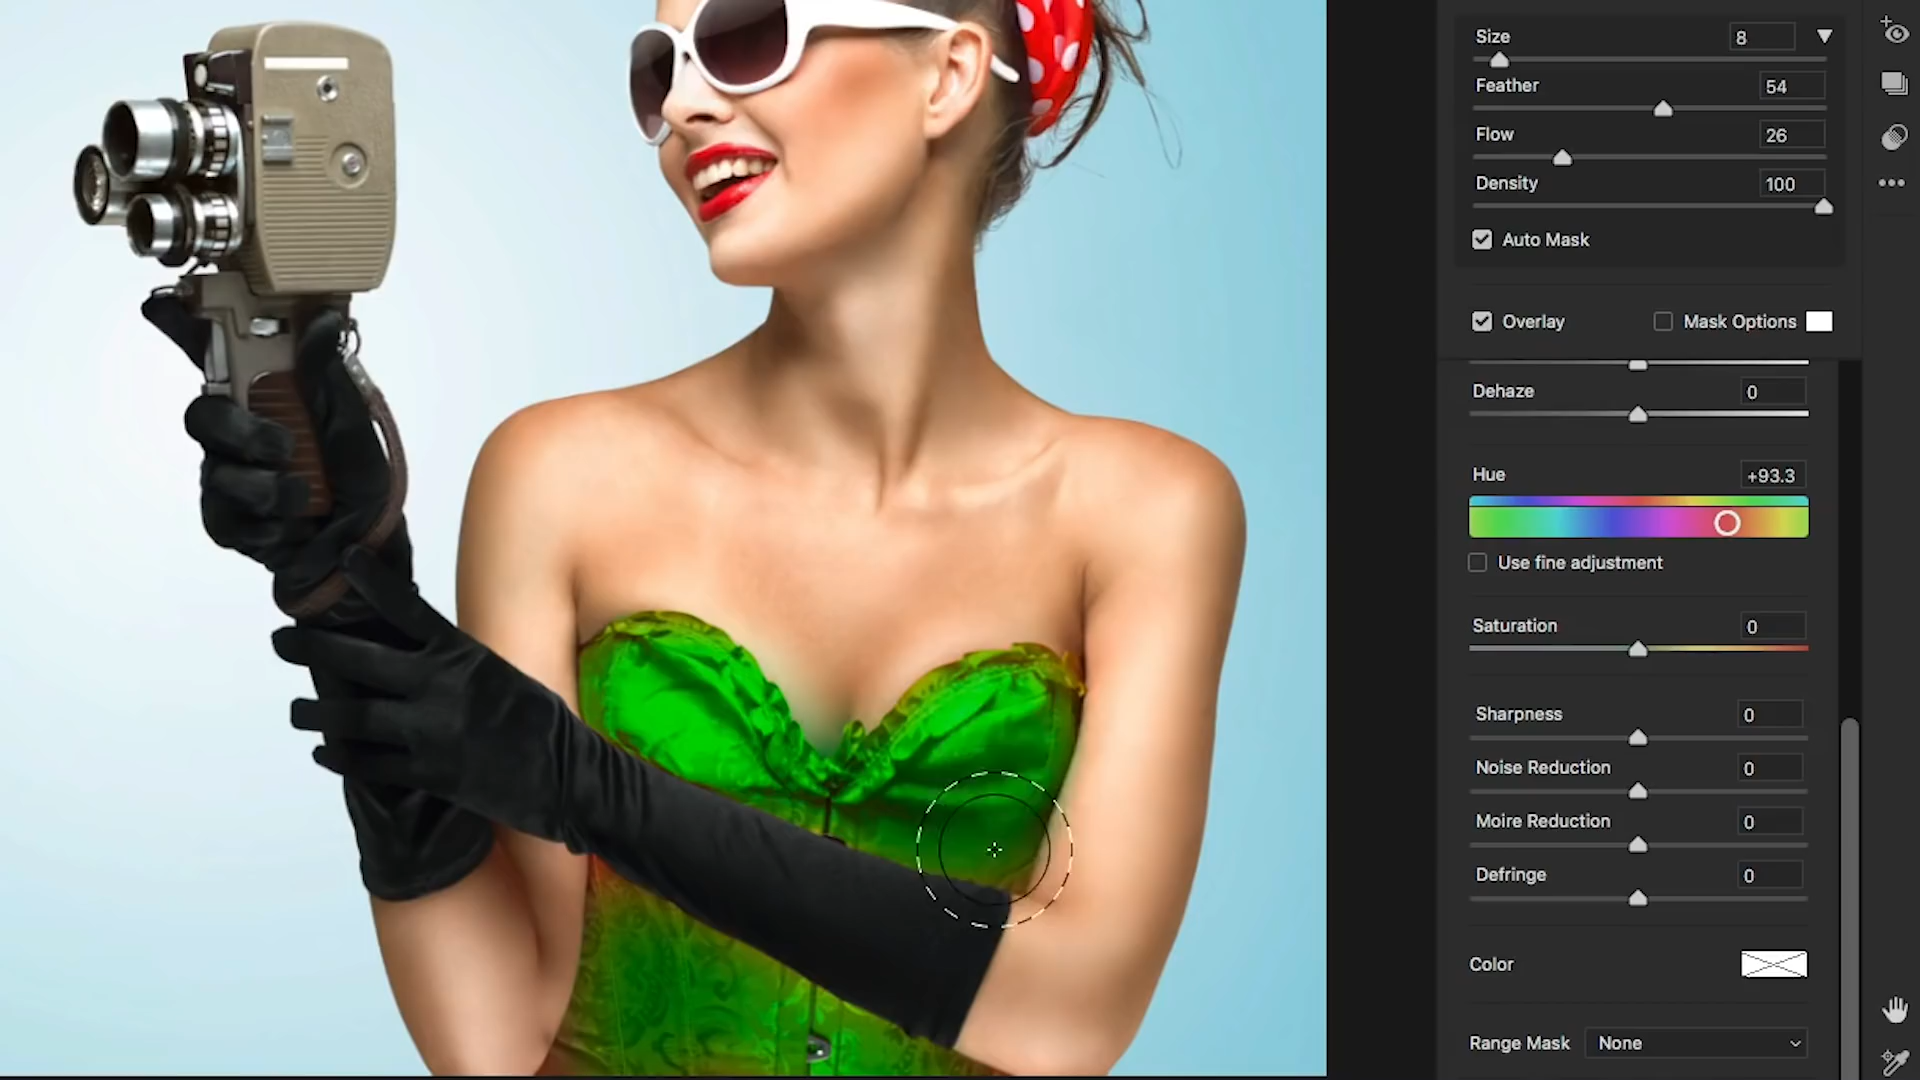 Size 8
Feather 54
Flow 26
Density 100
Auto Mask
Overlay Mask Options
Dehaze 0
Hue +93.3
Use fine adjustment
Saturation 0
Sharpness 0
Noise Reduction 0
Moire Reduction 0
Defringe 0
Color
Range Mask None